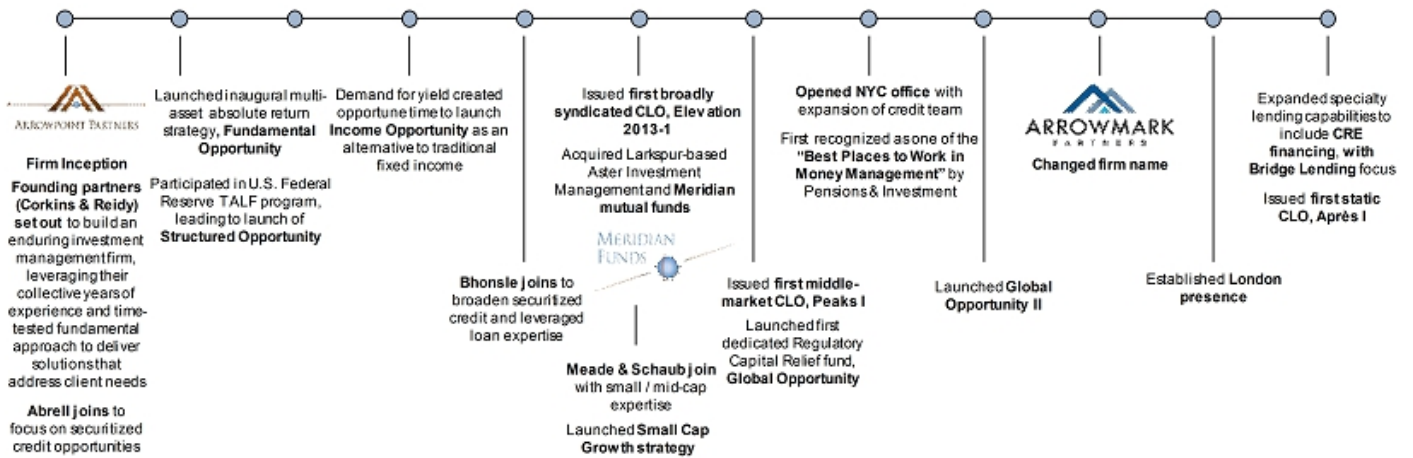 ARROWPOINT PARTNERS
Firm Inception
Founding partners
(Corkins & Reidy)
set out to build an
enduring investment
management firm,
leveraging their
collective years of
experience and time-
tested fundamental
approach to deliver
solutions that
address client needs
Abrell joins to
focus on securitized
credit opportunities
Launched inaugural multi-
asset absolute return
strategy, Fundamental
Opportunity
Participated in U.S. Federal
Reserve TALF program,
leading to launch of
Structured Opportunity
Demand for yield created
opportune time to launch
Income Opportunity as an
alternative to traditional
fixed income
Bhonsle joins to
broaden securitized
credit and leveraged
loan expertise
Issued first broadly
syndicated CLO, Elevation
2013-1
Acquired Larkspur-based
Aster Investment
Management and Meridian
mutual funds
MERIDIAN
FUNDS
Meade & Schaub join
with small / mid-cap
expertise
Launched Small Cap
Growth strategy
Issued first middle-
market CLO, Peaks I
Launched first
dedicated Regulatory
Capital Relief fund,
Global Opportunity
Opened NYC office with
expansion of credit team
First recognized as one of the
"Best Places to Work in
Money Management" by
Pensions & Investment
Launched Global
Opportunity II
ARROWMARK
PARTNERS
Changed firm name
Established London
presence
Expanded specialty
lending capabilities to
include CRE
financing, with
Bridge Lending focus
Issued first static
CLO, Après I